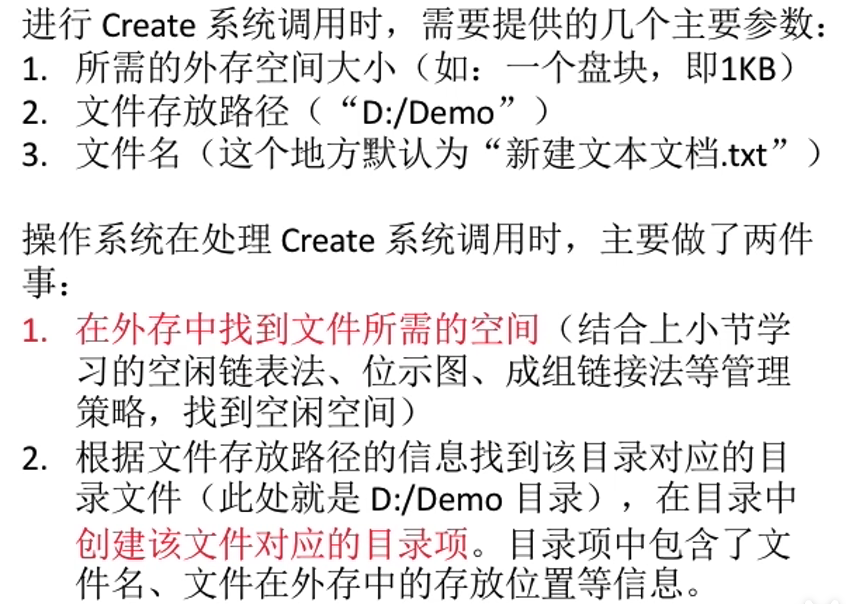 进行 Create 系统调用时，需要提供的几个主要参数：
1. 所需的外存空间大小（如：一个盘块，即1KB）
2. 文件存放路径（“D:/Demo”）
3. 文件名（这个地方默认为“新建文本文档.txt”）
操作系统在处理 Create 系统调用时，主要做了两件
事：
1. 在外存中找到文件所需的空间（结合上小节学
习的空闲链表法、位示图、成组链接法等管理
策略，找到空闲空间）
2. 根据文件存放路径的信息找到该目录对应的目
录文件（此处就是 D:/Demo 目录），在目录中
创建该文件对应的目录项。目录项中包含了文
件名、文件在外存中的存放位置等信息。